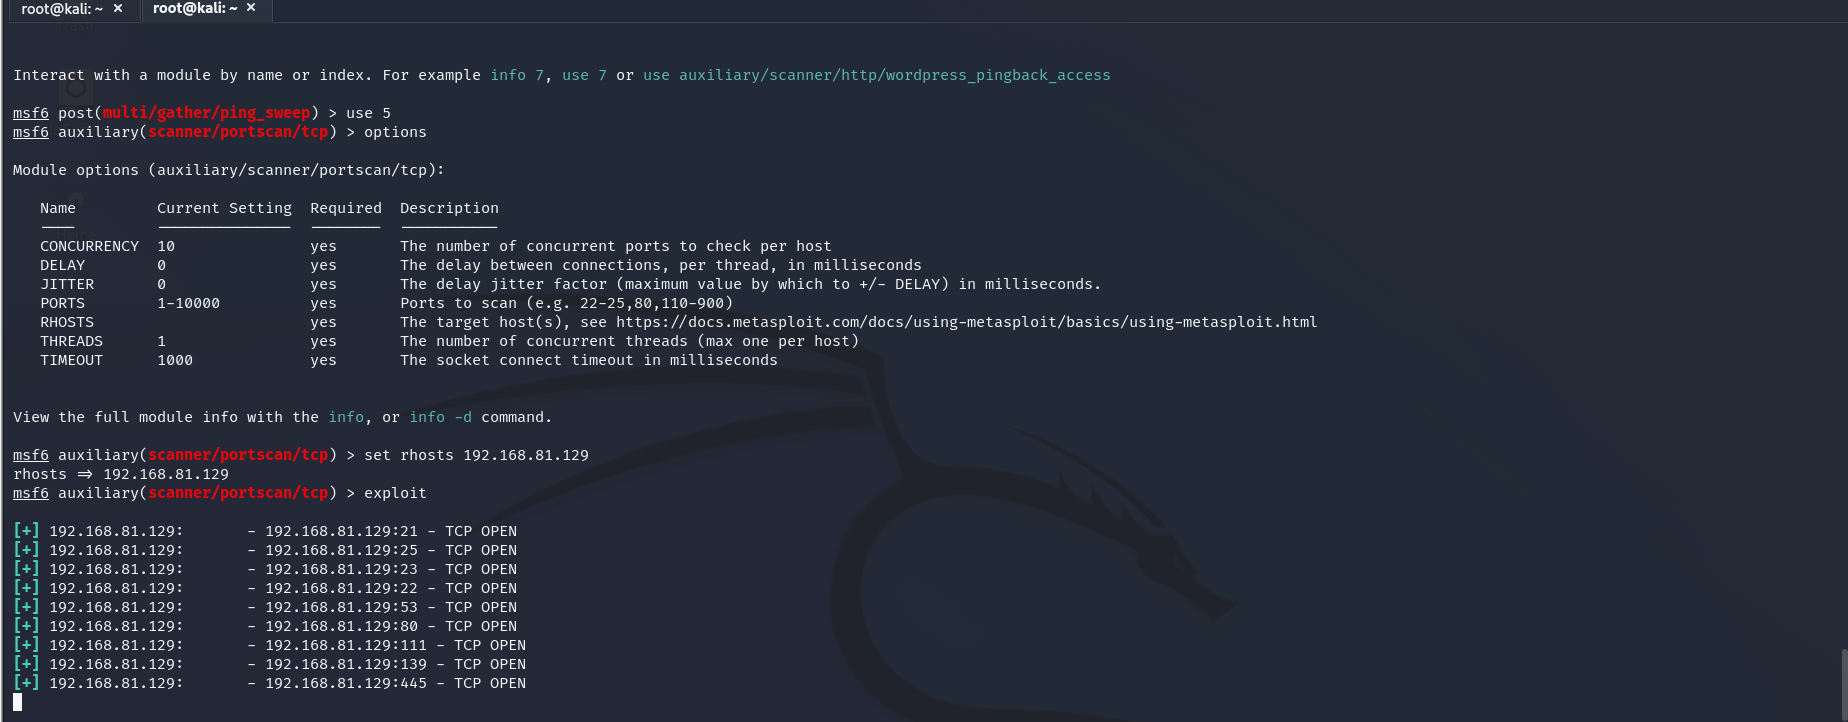 root@kali: ~ × root@kali: ~ ×
Interact with a module by name or index. For example info 7, use 7 or use auxiliary/scanner/http/wordpress_pingback_access
msf6 post(multi/gather/ping_sweep) > use 5
msf6 auxiliary(scanner/portscan/tcp) > options
Module options (auxiliary/scanner/portscan/tcp):
Name Current Setting Required Description
CONCURRENCY 10 yes The number of concurrent ports to check per host
DELAY 0 yes The delay between connections, per thread, in milliseconds
JITTER 0 yes The delay jitter factor (maximum value by which to +/- DELAY) in milliseconds.
PORTS 1-10000 yes Ports to scan (e.g. 22-25,80,110-900)
RHOSTS yes The target host(s), see https://docs.metasploit.com/docs/using-metasploit/basics/using-metasploit.html
THREADS 1 yes The number of concurrent threads (max one per host)
TIMEOUT 1000 yes The socket connect timeout in milliseconds
View the full module info with the info, or info -d command.
msf6 auxiliary(scanner/portscan/tcp) > set rhosts 192.168.81.129
rhosts => 192.168.81.129
msf6 auxiliary(scanner/portscan/tcp) > exploit
[+] 192.168.81.129: - 192.168.81.129:21 - TCP OPEN
[+] 192.168.81.129: - 192.168.81.129:25 - TCP OPEN
[+] 192.168.81.129: - 192.168.81.129:23 - TCP OPEN
[+] 192.168.81.129: - 192.168.81.129:22 - TCP OPEN
[+] 192.168.81.129: - 192.168.81.129:53 - TCP OPEN
[+] 192.168.81.129: - 192.168.81.129:80 - TCP OPEN
[+] 192.168.81.129: - 192.168.81.129:111 - TCP OPEN
[+] 192.168.81.129: - 192.168.81.129:139 - TCP OPEN
[+] 192.168.81.129: - 192.168.81.129:445 - TCP OPEN